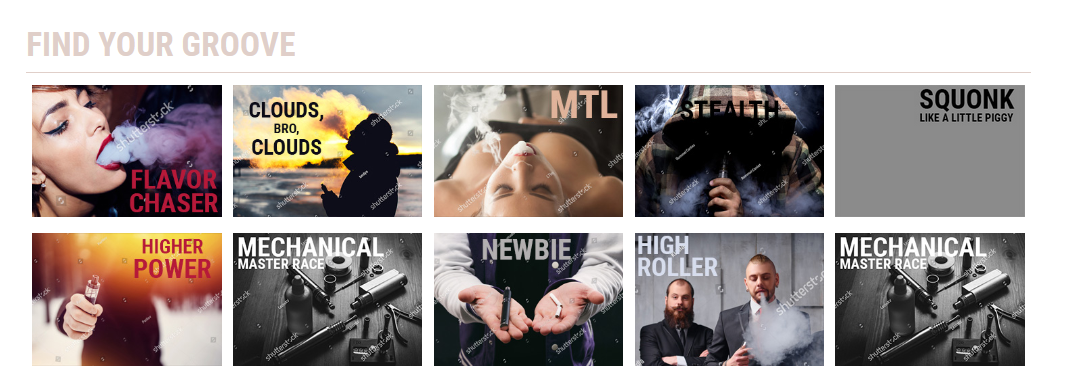 FIND YOUR GROOVE
FLAVOR
CHASER
CLOUDS,
BRO,
CLOUDS
MTL
STEALTH
SQUONK
LIKE A LITTLE PIGGY
HIGHER
POWER
MECHANICAL
MASTER RACE
NEWBIE
HIGH
ROLLER
MECHANICAL
MASTER RACE